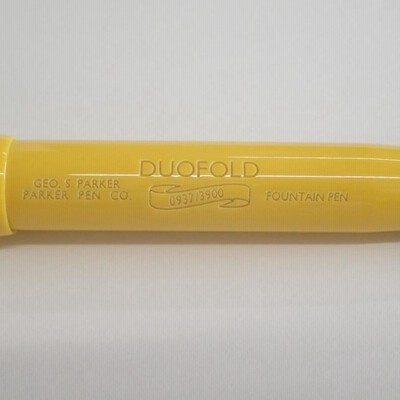 DUOFOLD
GEO. S. PARKER
PARKER PEN CO.
0937/3900
FOUNTAIN PEN